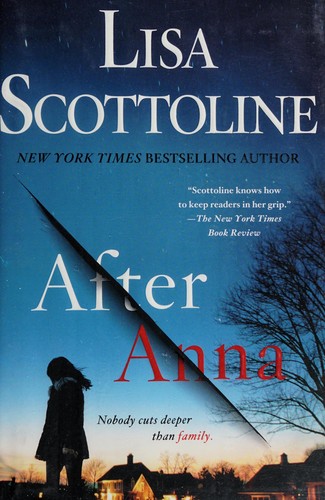 LISA
SCOTTOLINE
NEW YORK TIMES BESTSELLING AUTHOR
“Scottoline knows how
to keep readers in her grip.”
—The New York Times
Book Review
After
Anna
Nobody cuts deeper
than family.